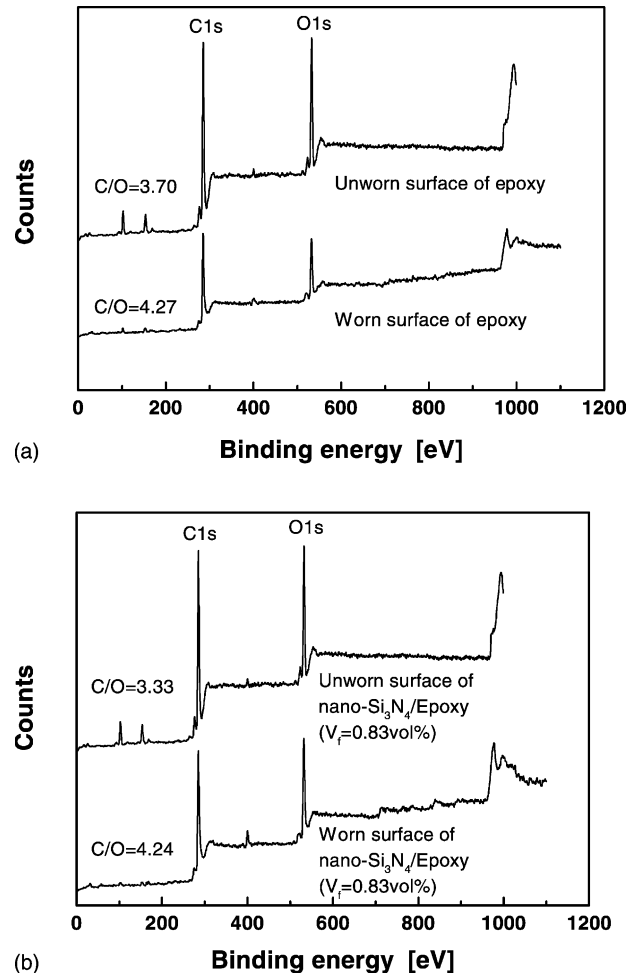 C1s
O1s
C/O=3.70
Unworn surface of epoxy
C/O=4.27
Worn surface of epoxy
Counts
0 200 400 600 800 1000 1200
Binding energy [eV]
(a)
C1s
O1s
C/O=3.33
Unworn surface of
nano-Si₃N₄/Epoxy
(V_f=0.83vol%)
C/O=4.24
Worn surface of
nano-Si₃N₄/Epoxy
(V_f=0.83vol%)
Counts
0 200 400 600 800 1000 1200
Binding energy [eV]
(b)